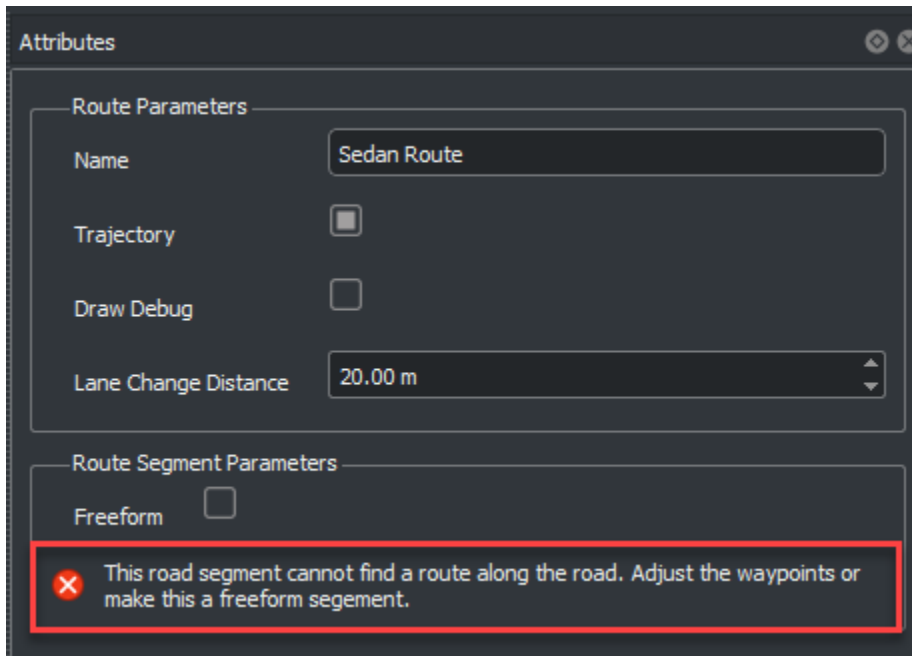 Attributes
Route Parameters
Name
Sedan Route
Trajectory
Draw Debug
Lane Change Distance
20.00 m
Route Segment Parameters
Freeform
This road segment cannot find a route along the road. Adjust the waypoints or
make this a freeform segement.